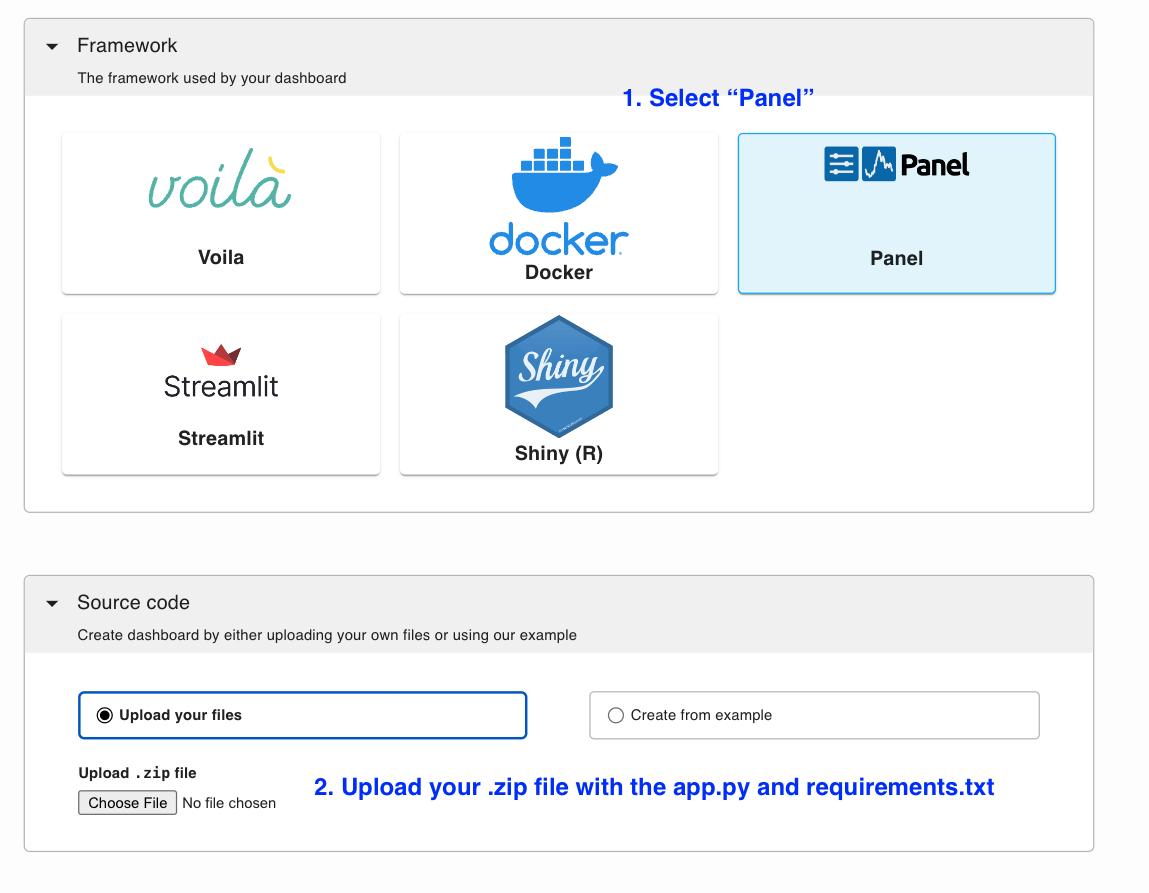 Framework
The framework used by your dashboard
1. Select “Panel”
voilà
Voila
docker
Docker
Panel
Panel
Streamlit
Streamlit
Shiny
Shiny (R)
Source code
Create dashboard by either uploading your own files or using our example
Upload your files
Create from example
Upload .zip file
2. Upload your .zip file with the app.py and requirements.txt
Choose File No file chosen